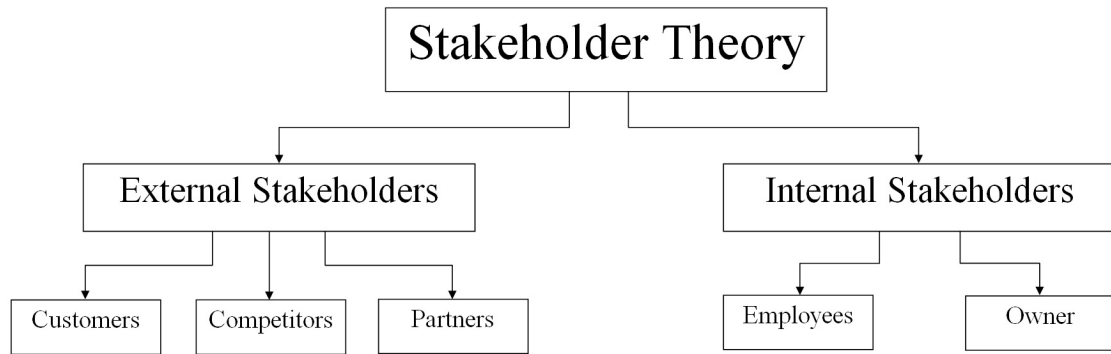 Stakeholder Theory
External Stakeholders
Internal Stakeholders
Customers
Competitors
Partners
Employees
Owner